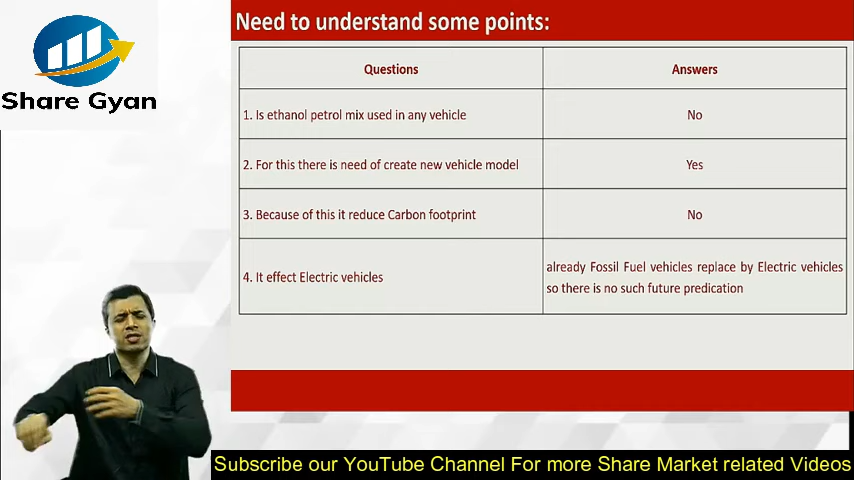 Share Gyan
Need to understand some points:
Questions
Answers
1. Is ethanol petrol mix used in any vehicle
No
2. For this there is need of create new vehicle model
Yes
3. Because of this it reduce Carbon footprint
No
4. It effect Electric vehicles
already Fossil Fuel vehicles replace by Electric vehicles
so there is no such future predication
Subscribe our YouTube Channel For more Share Market related Videos